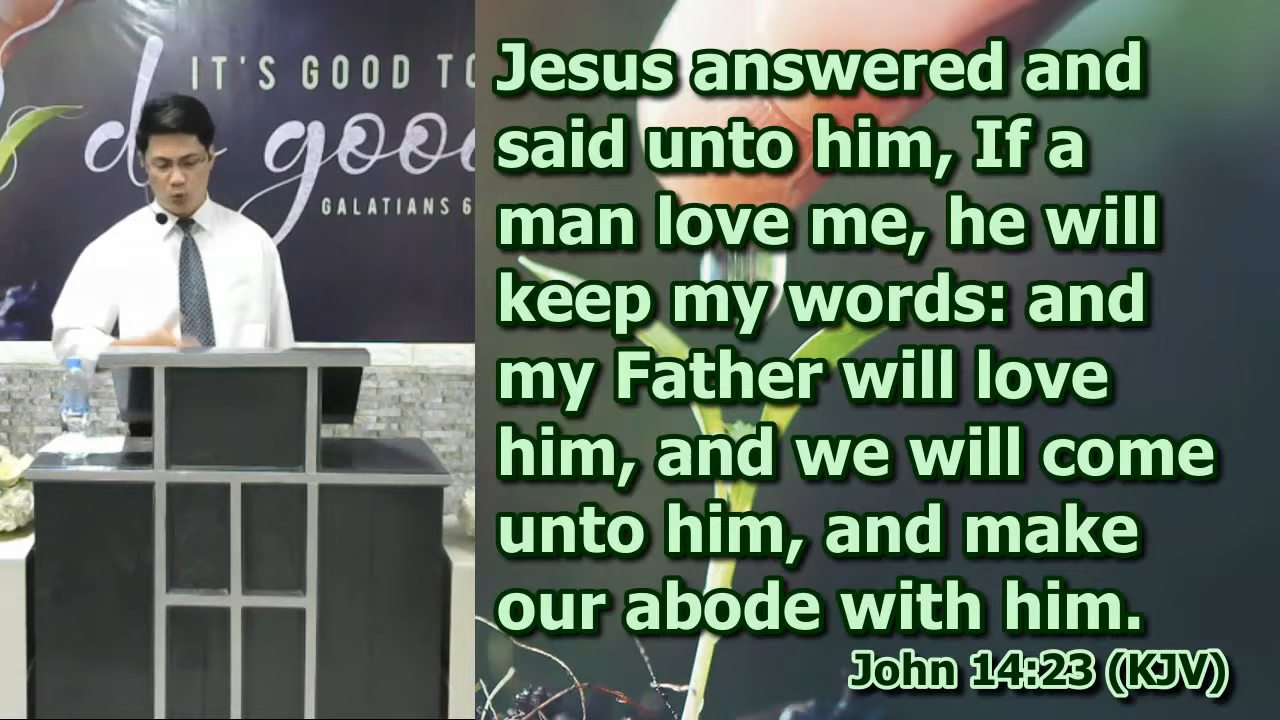 IT'S GOOD TO
do good
GALATIANS 6
Jesus answered and
said unto him, If a
man love me, he will
keep my words: and
my Father will love
him, and we will come
unto him, and make
our abode with him.
John 14:23 (KJV)